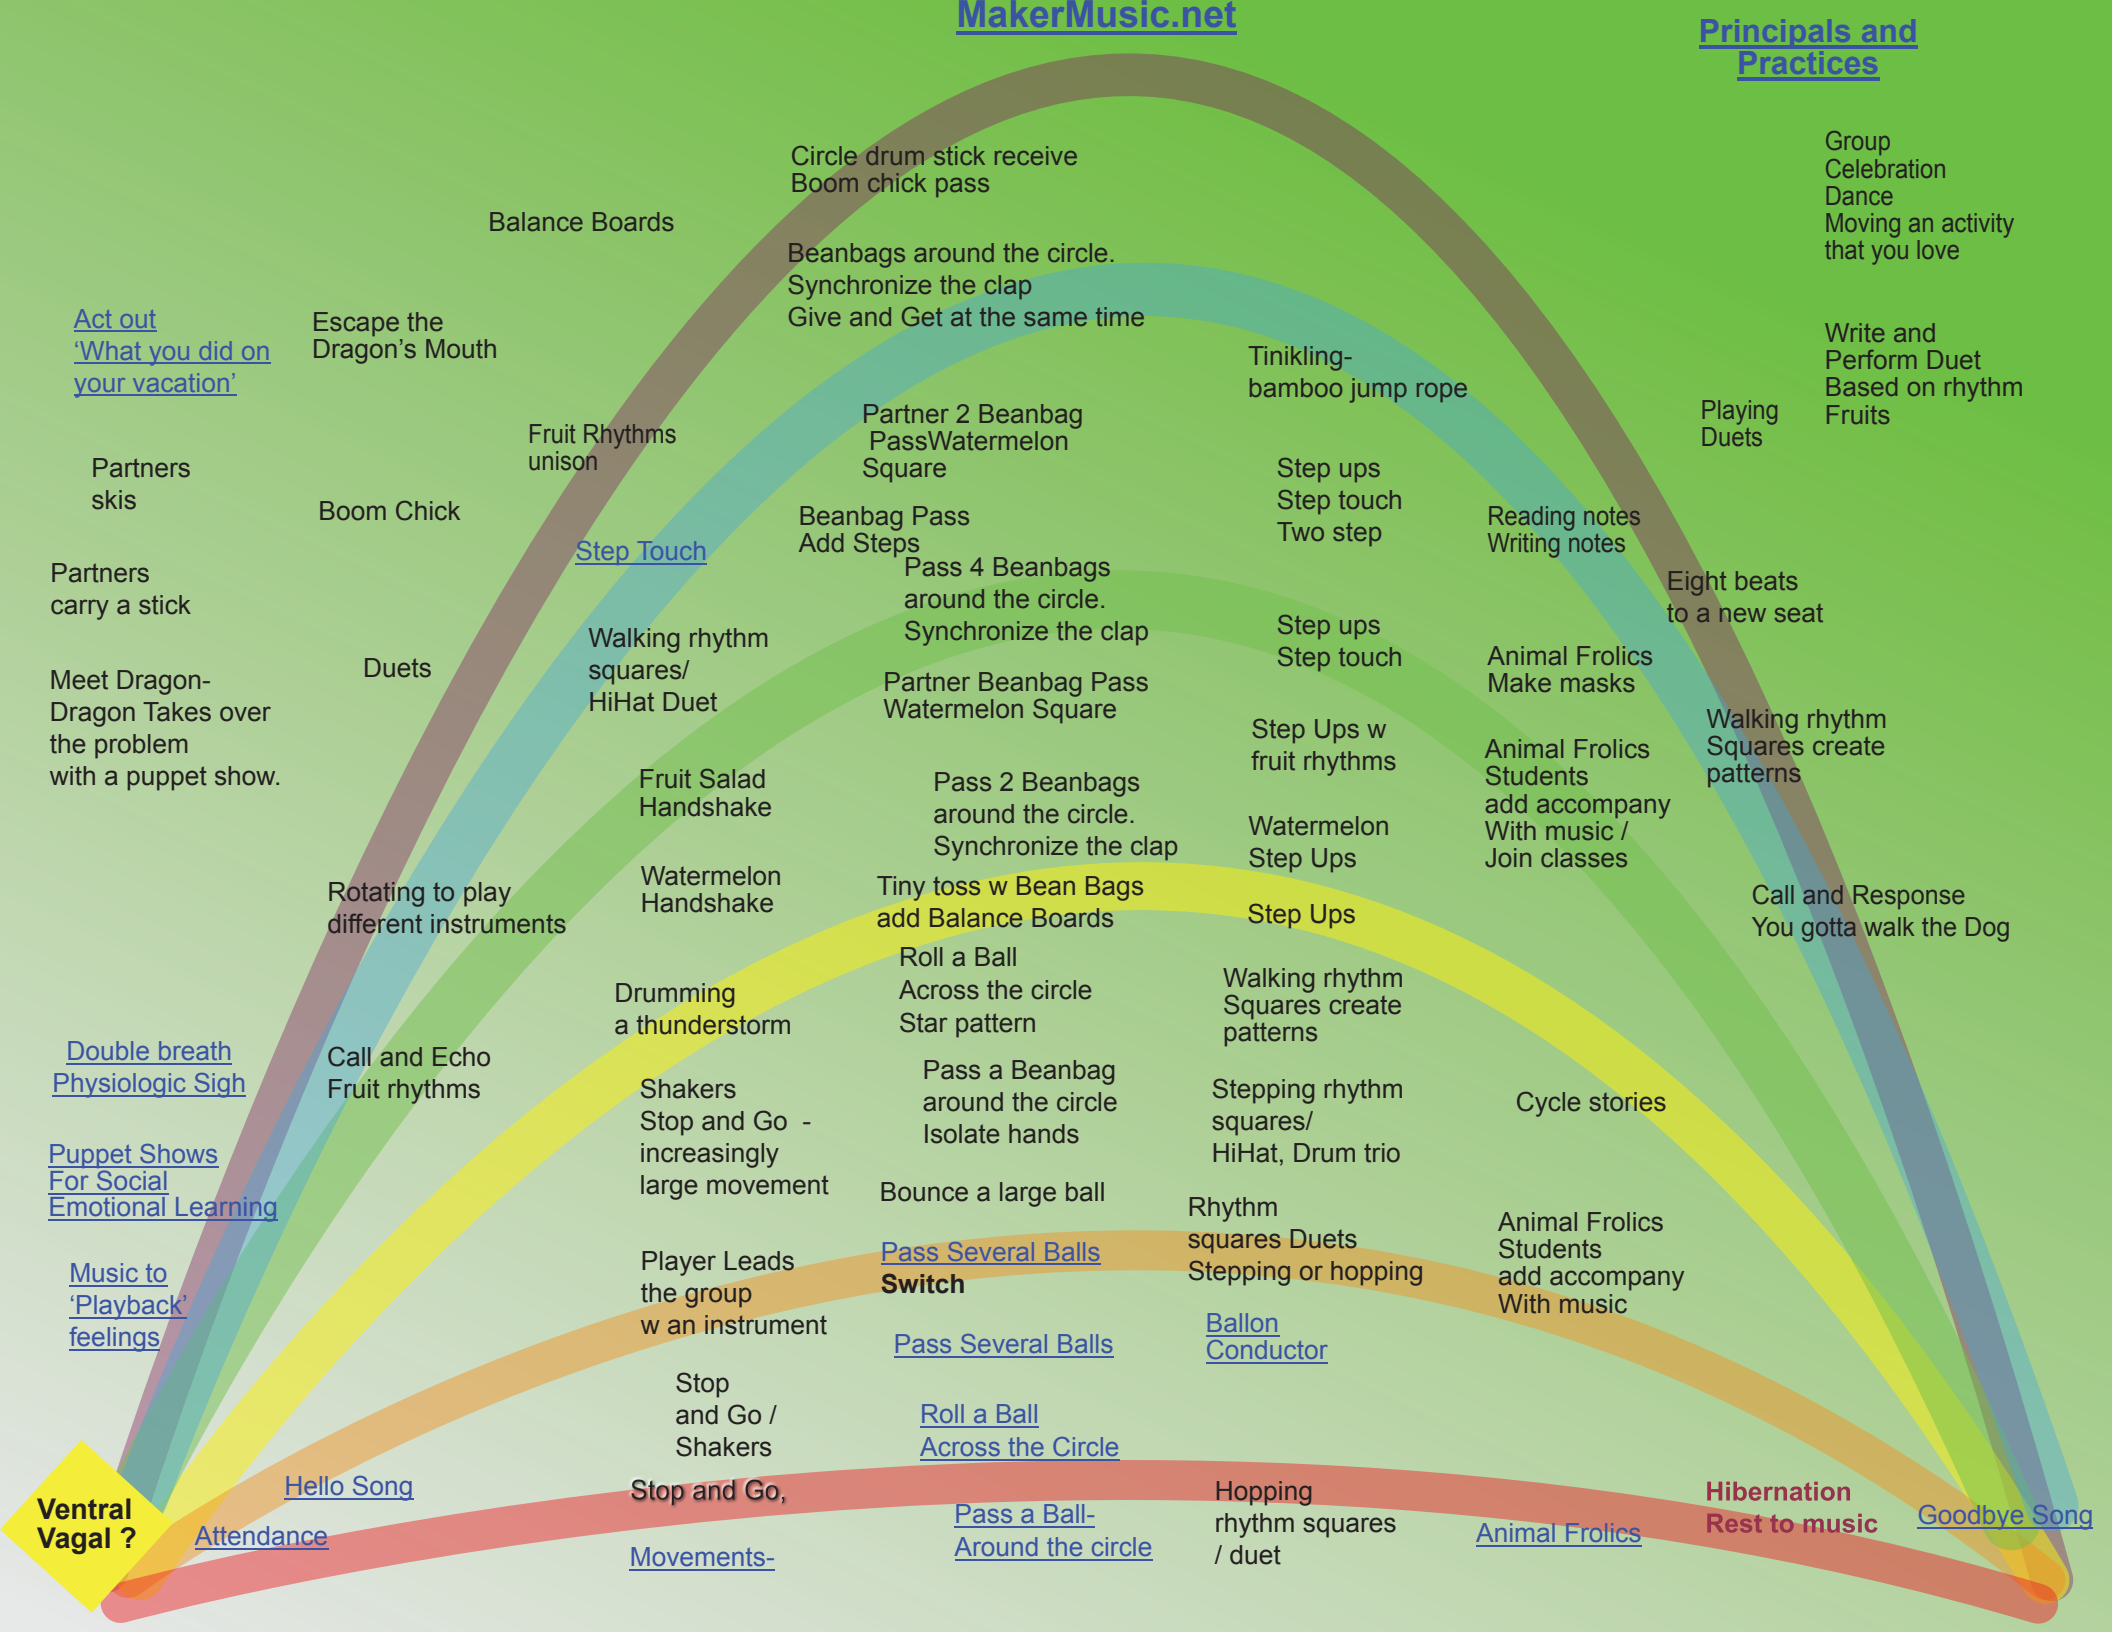 MakerMusic.net
Principals and
Practices
Circle drum stick receive
Boom chick pass
Group
Celebration
Dance
Moving an activity
that you love
Balance Boards
Beanbags around the circle.
Synchronize the clap
Give and Get at the same time
Act out
‘What you did on
your vacation’
Escape the
Dragon’s Mouth
Tinikling-
bamboo jump rope
Write and
Perform Duet
Based on rhythm
Fruits
Playing
Duets
Fruit Rhythms
unison
Partner 2 Beanbag
PassWatermelon
Square
Partners
skis
Boom Chick
Step ups
Step touch
Two step
Step Touch
Beanbag Pass
Add Steps
Reading notes
Writing notes
Partners
carry a stick
Pass 4 Beanbags
around the circle.
Synchronize the clap
Eight beats
to a new seat
Duets
Walking rhythm
squares/
HiHat Duet
Step ups
Step touch
Animal Frolics
Make masks
Meet Dragon-
Dragon Takes over
the problem
with a puppet show.
Partner Beanbag Pass
Watermelon Square
Step Ups w
fruit rhythms
Animal Frolics
Students
add accompany
With music /
Join classes
Walking rhythm
Squares create
patterns
Fruit Salad
Handshake
Pass 2 Beanbags
around the circle.
Synchronize the clap
Watermelon
Step Ups
Rotating to play
different instruments
Watermelon
Handshake
Tiny toss w Bean Bags
add Balance Boards
Step Ups
Call and Response
You gotta walk the Dog
Drumming
a thunderstorm
Roll a Ball
Across the circle
Star pattern
Walking rhythm
Squares create
patterns
Double breath
Physiologic Sigh
Call and Echo
Fruit rhythms
Shakers
Stop and Go -
increasingly
large movement
Pass a Beanbag
around the circle
Isolate hands
Stepping rhythm
squares/
HiHat, Drum trio
Cycle stories
Puppet Shows
For Social
Emotional Learning
Bounce a large ball
Rhythm
squares Duets
Stepping or hopping
Animal Frolics
Students
add accompany
With music
Music to
‘Playback’
feelings
Player Leads
the group
w an instrument
Pass Several Balls
Switch
Pass Several Balls
Ballon
Conductor
Stop
and Go /
Shakers
Roll a Ball
Across the Circle
Ventral
Vagal ?
Hello Song
Attendance
Stop and Go,
Movements-
Pass a Ball-
Around the circle
Hopping
rhythm squares
/ duet
Animal Frolics
Hibernation
Rest to music
Goodbye Song